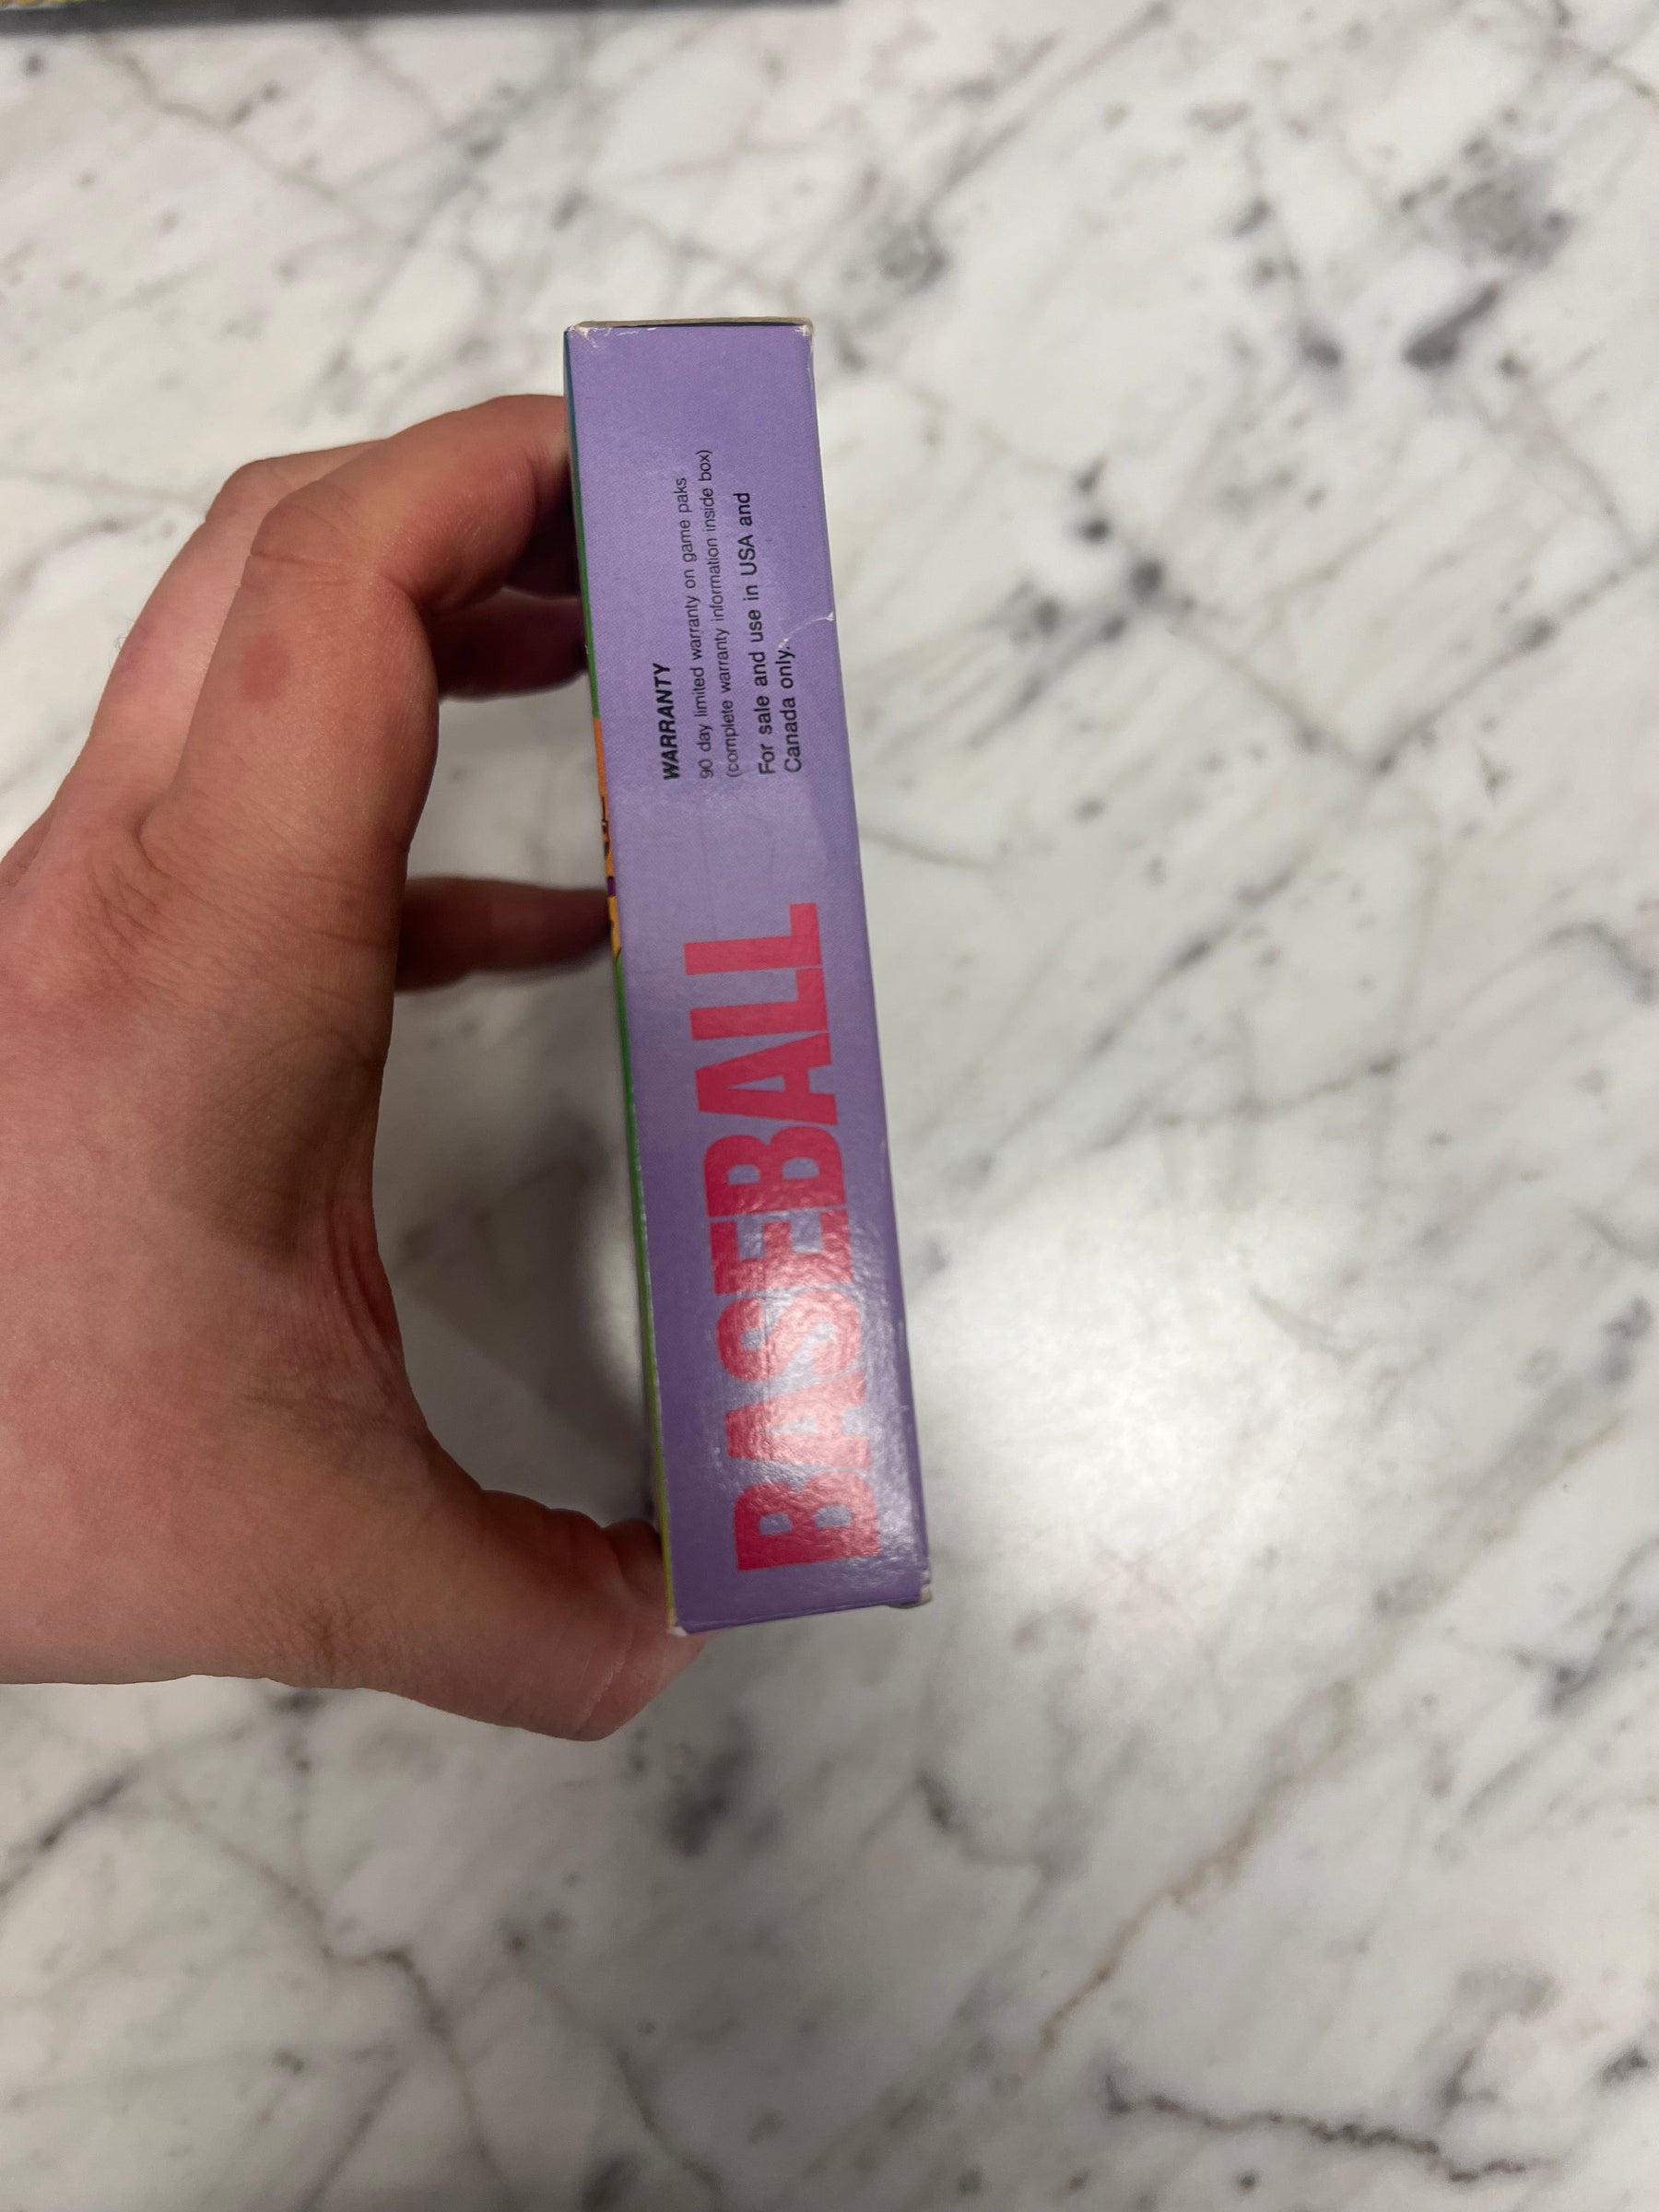 BASEBALL
WARRANTY
90 day limited warranty on game paks
(complete warranty information inside box)
For sale and use in USA and
Canada only.